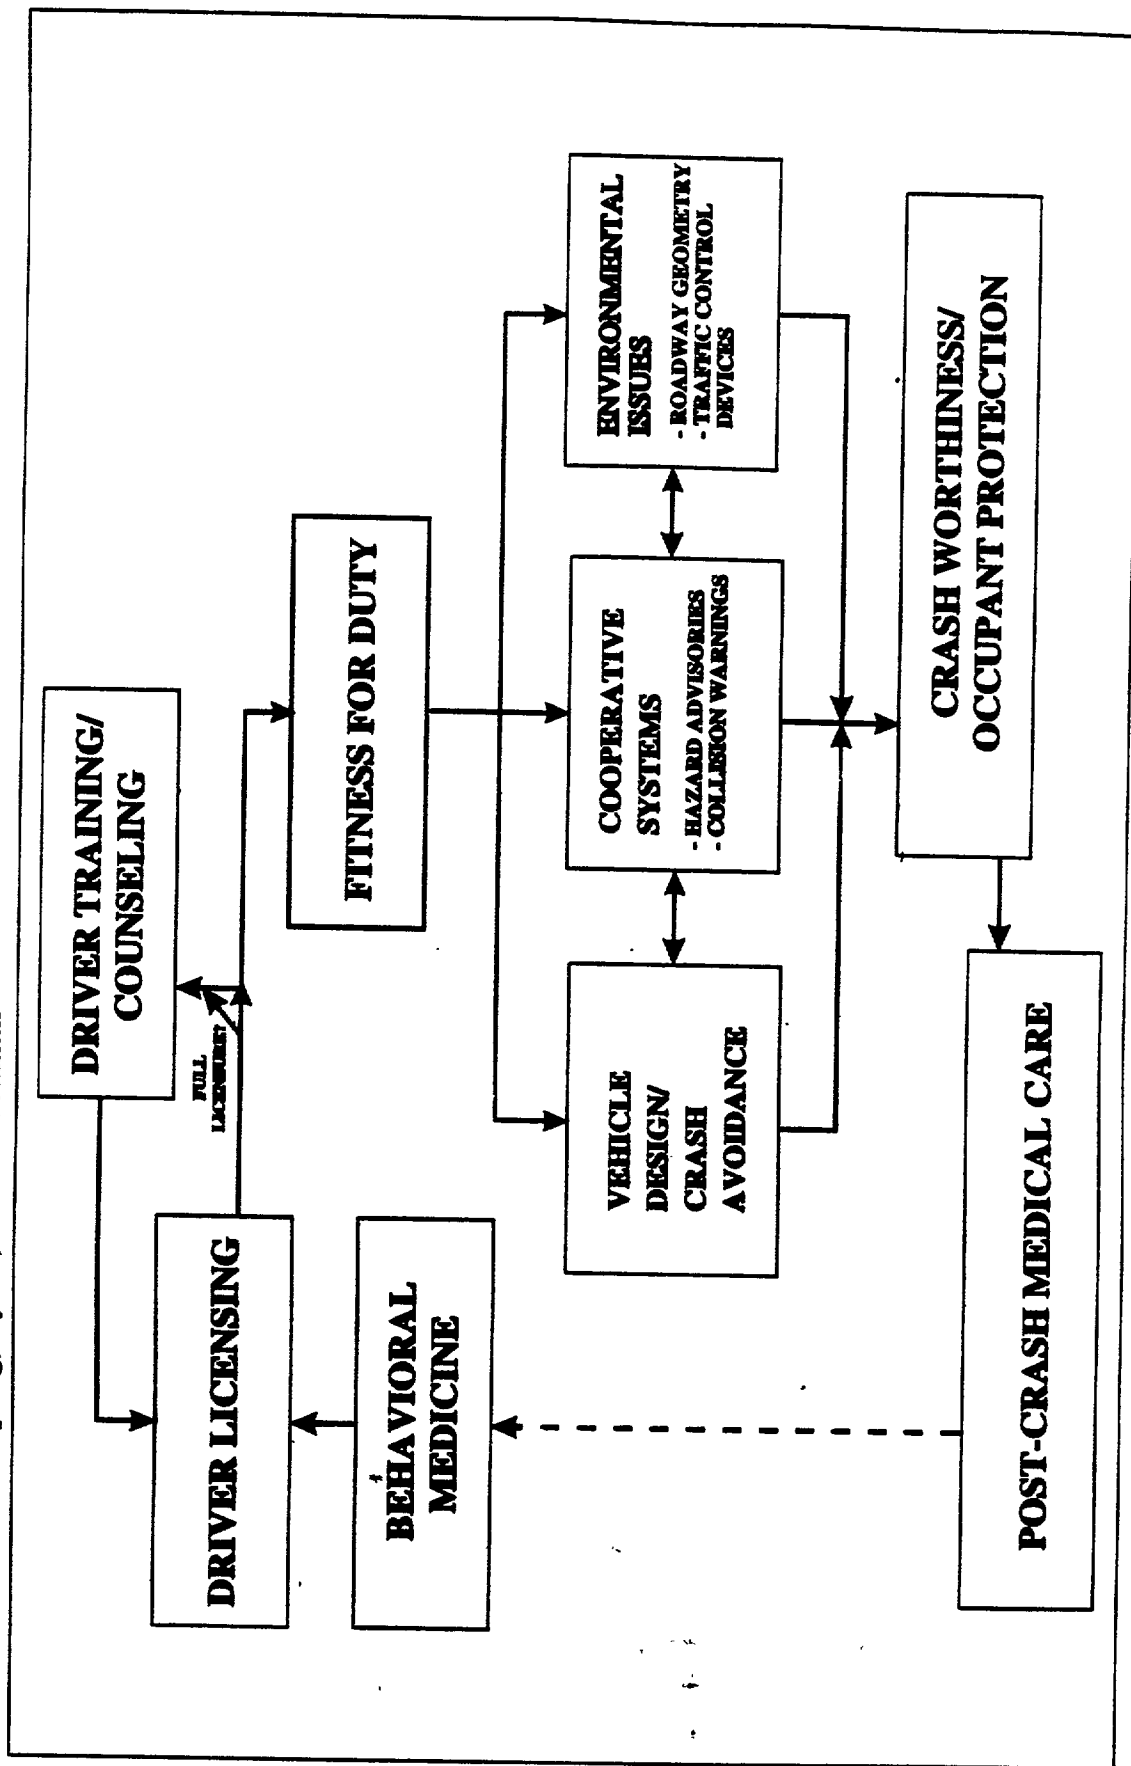 DRIVER TRAINING/
COUNSELING
FULL
LICENSURE?
DRIVER LICENSING
BEHAVIORAL
MEDICINE
FITNESS FOR DUTY
VEHICLE
DESIGN/
CRASH
AVOIDANCE
COOPERATIVE
SYSTEMS
- HAZARD ADVISORIES
- COLLISION WARNINGS
ENVIRONMENTAL
ISSUES
- ROADWAY GEOMETRY
- TRAFFIC CONTROL
DEVICES
CRASH WORTHINESS/
OCCUPANT PROTECTION
POST-CRASH MEDICAL CARE